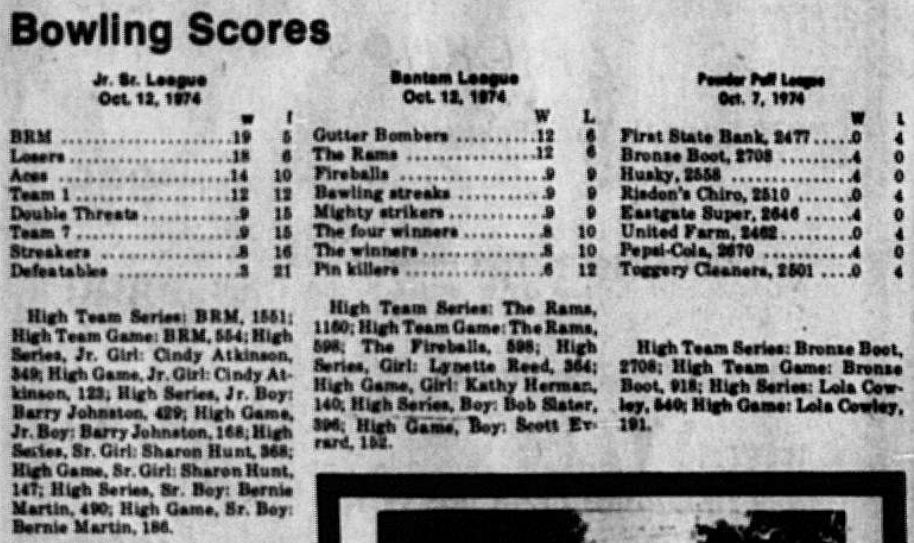 Bowling Scores
Jr. Sr. League
Oct. 12, 1974
W L
BRM ........................19 5
Losers........................18 6
Aces ........................14 10
Team 1 ........................12 12
Double Threats ............9 15
Team 7 ........................9 15
Streakers ..................8 16
Defeatables ................3 21
High Team Series: BRM, 1551;
High Team Game: BRM, 554; High
Series, Jr. Girl: Cindy Atkinson,
349; High Game, Jr. Girl: Cindy At-
kinson, 123; High Series, Jr. Boy:
Barry Johnston, 429; High Game,
Jr. Boy: Barry Johnston, 168; High
Series, Sr. Girl: Sharon Hunt, 368;
High Game, Sr. Girl: Sharon Hunt,
147; High Series, Sr. Boy: Bernie
Martin, 490; High Game, Sr. Boy:
Bernie Martin, 186.
Bantam League
Oct. 12, 1974
W L
Gutter Bombers ...........12 6
The Rams ..................12 6
Fireballs ....................9 9
Bawling streaks ............9 9
Mighty strikers ............9 9
The four winners ..........8 10
The winners ................8 10
Pin killers ..................6 12
High Team Series: The Rams,
1160; High Team Game: The Rams,
598; The Fireballs, 598; High
Series, Girl: Lynette Reed, 364;
High Game, Girl: Kathy Herman,
140; High Series, Boy: Bob Slater,
396; High Game, Boy: Scott Ev-
rard, 152.
Powder Puff League
Oct. 7, 1974
W L
First State Bank, 2477.....0 4
Bronze Boot, 2708 .........4 0
Husky, 2558 ................4 0
Risdon's Chiro, 2510 ......0 4
Eastgate Super, 2646 ......4 0
United Farm, 2462.........0 4
Pepsi-Cola, 2670 ..........4 0
Toggery Cleaners, 2501 ....0 4
High Team Series: Bronze Boot,
2708; High Team Game: Bronze
Boot, 918; High Series: Lola Cow-
ley, 540; High Game: Lola Cowley,
191.